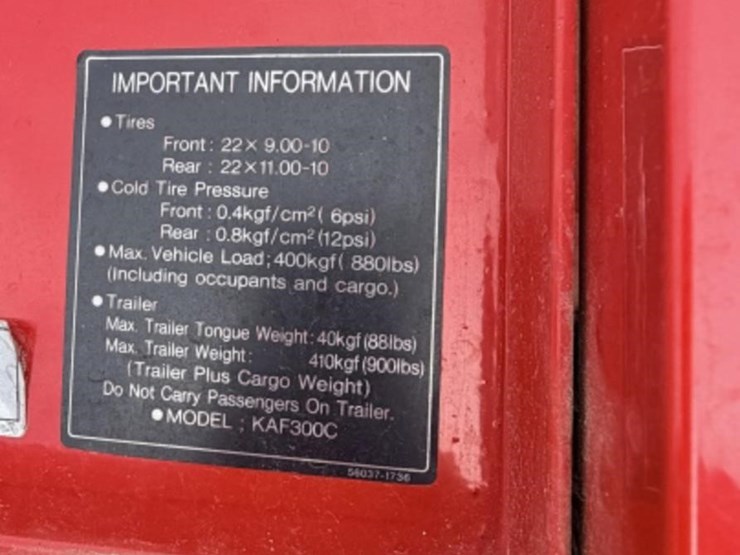 IMPORTANT INFORMATION
● Tires
Front : 22 × 9.00-10
Rear : 22×11.00-10
● Cold Tire Pressure
Front : 0.4kgf/cm² ( 6psi)
Rear : 0.8kgf/cm² (12psi)
● Max. Vehicle Load ; 400kgf ( 880lbs)
(Including occupants and cargo.)
● Trailer
Max. Trailer Tongue Weight : 40kgf (88lbs)
Max. Trailer Weight : 410kgf (900lbs)
(Trailer Plus Cargo Weight)
Do Not Carry Passengers On Trailer.
● MODEL ; KAF300C
56037-1736